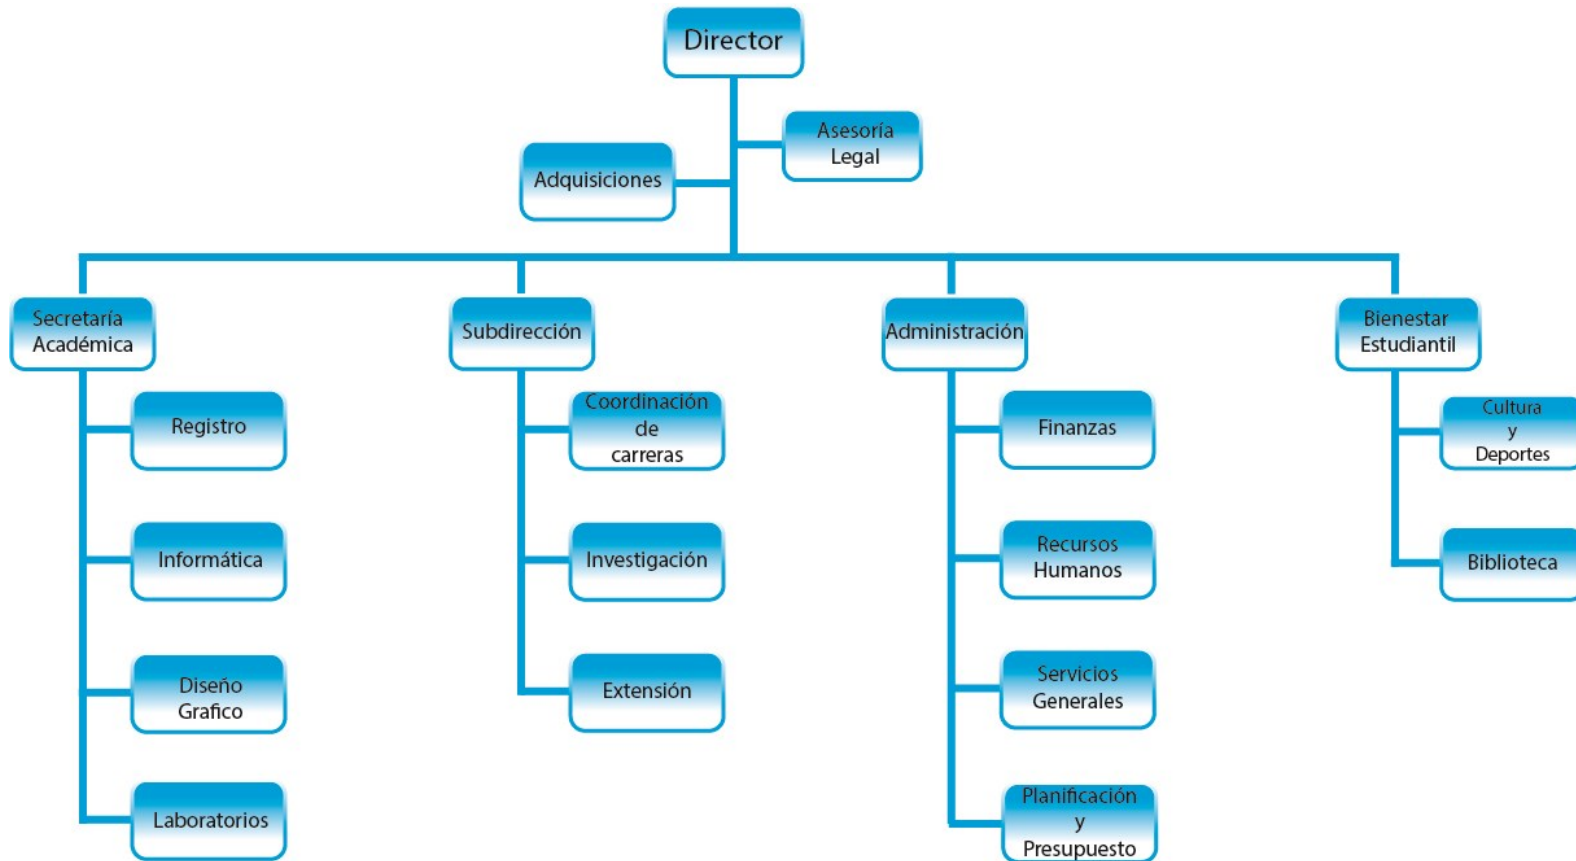 Director
Asesoría
Legal
Adquisiciones
Secretaría
Académica
Subdirección
Administración
Bienestar
Estudiantil
Registro
Coordinación
de
carreras
Finanzas
Cultura
y
Deportes
Informática
Investigación
Recursos
Humanos
Biblioteca
Diseño
Grafico
Extensión
Servicios
Generales
Laboratorios
Planificación
y
Presupuesto